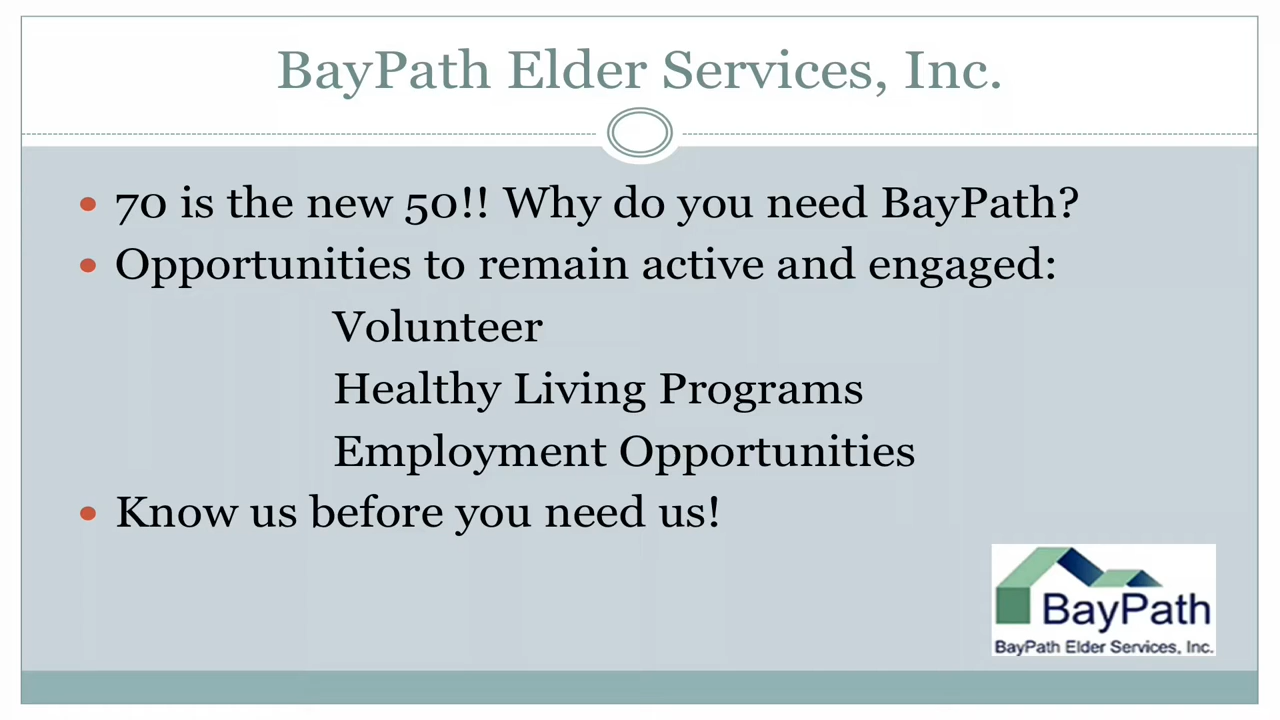 BayPath Elder Services, Inc.
• 70 is the new 50!! Why do you need BayPath?
• Opportunities to remain active and engaged:
Volunteer
Healthy Living Programs
Employment Opportunities
• Know us before you need us!
BayPath
BayPath Elder Services, Inc.